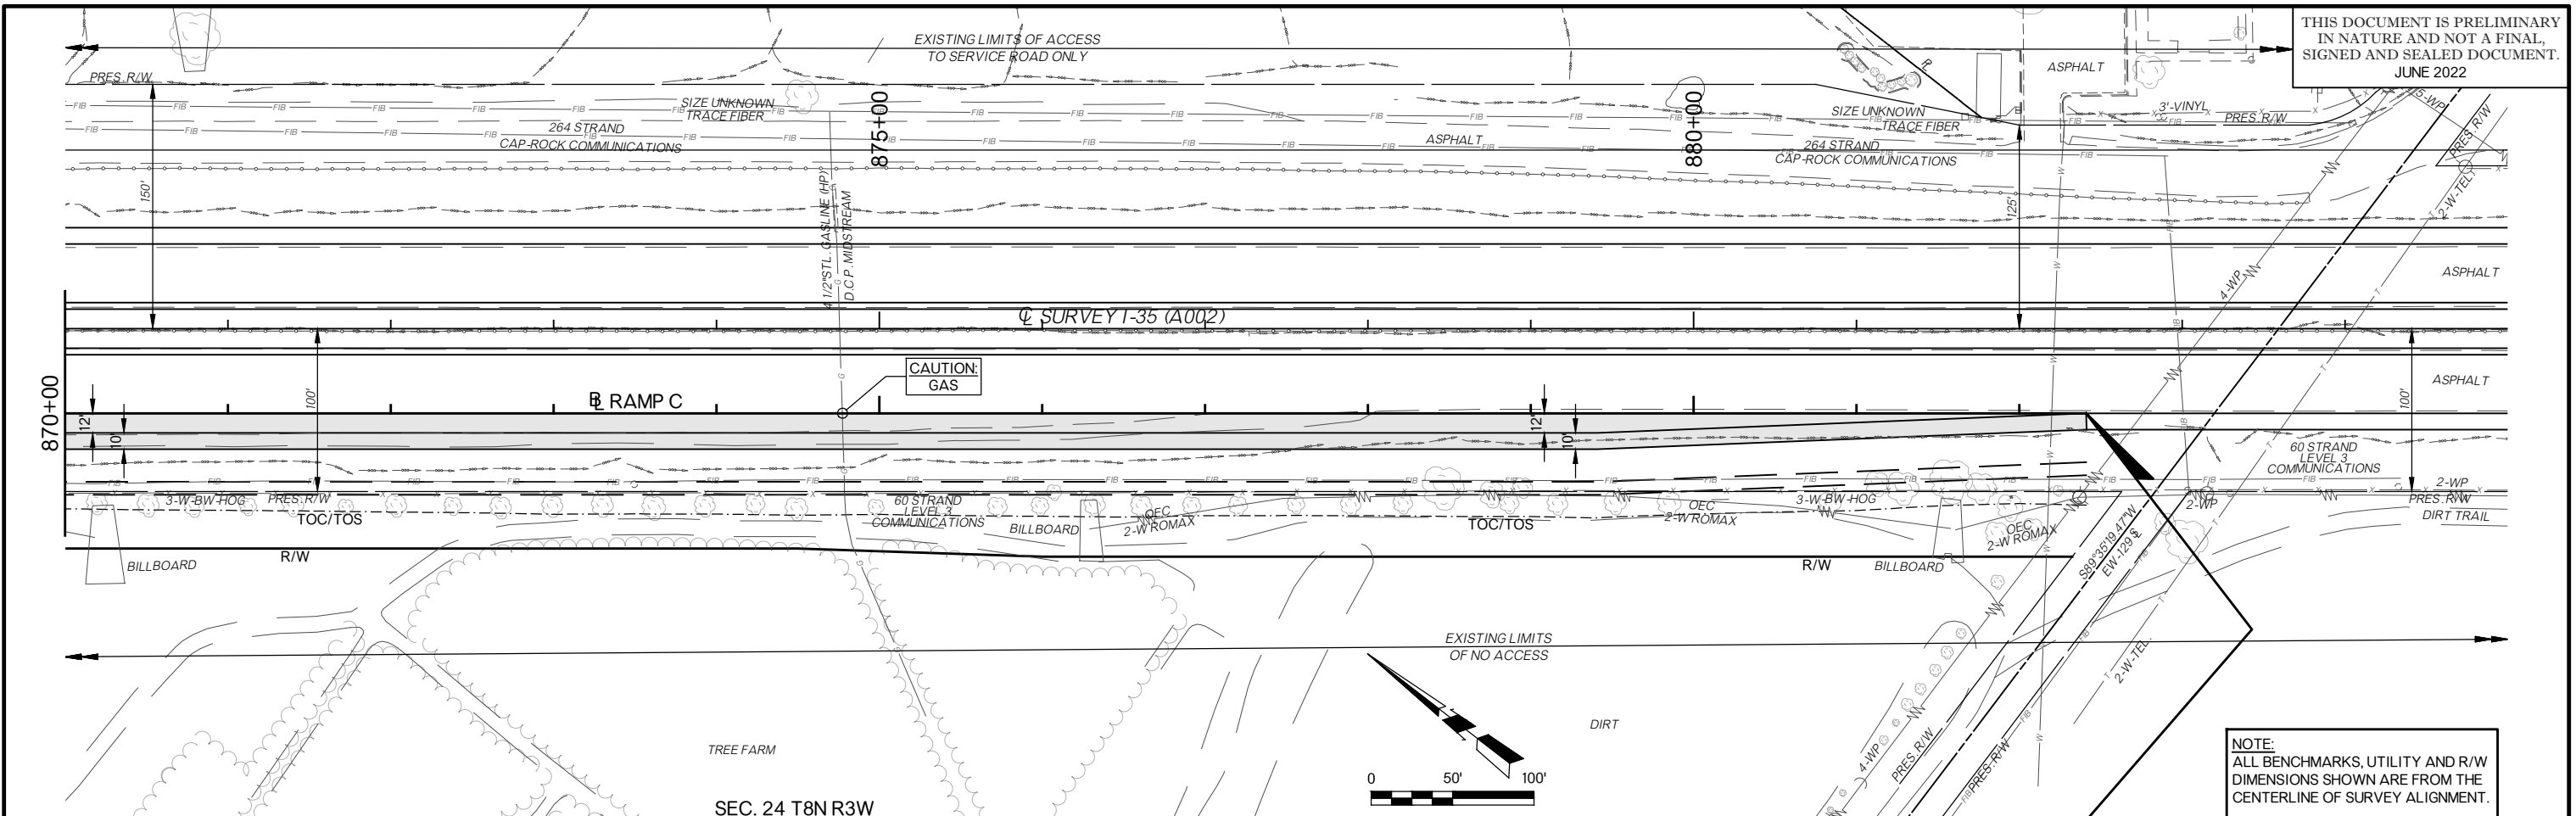 THIS DOCUMENT IS PRELIMINARY
IN NATURE AND NOT A FINAL,
SIGNED AND SEALED DOCUMENT.
JUNE 2022
EXISTING LIMITS OF ACCESS
TO SERVICE ROAD ONLY
PRES. R/W
SIZE UNKNOWN
TRACE FIBER
264 STRAND
CAP-ROCK COMMUNICATIONS
875+00
ASPHALT
880+00
SIZE UNKNOWN
TRACE FIBER
264 STRAND
CAP-ROCK COMMUNICATIONS
ASPHALT
3'-VINYL
PRES. R/W
5-WP
PRES. R/W
2-W-TEL.
150'
4 1/2" STL. GASLINE (HP)
D.C.P. MIDSTREAM
125'
4-WP
ASPHALT
℄ SURVEY I-35 (A002)
870+00
CAUTION:
GAS
BL RAMP C
100'
12'
10'
12'
10'
ASPHALT
100'
60 STRAND
LEVEL 3
COMMUNICATIONS
3-W-BW-HOG
PRES. R/W
TOC/TOS
60 STRAND
LEVEL 3
COMMUNICATIONS
BILLBOARD
OEC
2-W ROMAX
TOC/TOS
OEC
2-W ROMAX
3-W-BW-HOG
OEC
2-W ROMAX
2-WP
2-WP
PRES. R/W
DIRT TRAIL
S89°35'19.47"W
EW-129 ℄
BILLBOARD
R/W
R/W
BILLBOARD
EXISTING LIMITS
OF NO ACCESS
2-W-TEL.
DIRT
TREE FARM
4-WP
PRES. R/W
PRES. R/W
0 50' 100'
SEC. 24 T8N R3W
NOTE:
ALL BENCHMARKS, UTILITY AND R/W
DIMENSIONS SHOWN ARE FROM THE
CENTERLINE OF SURVEY ALIGNMENT.